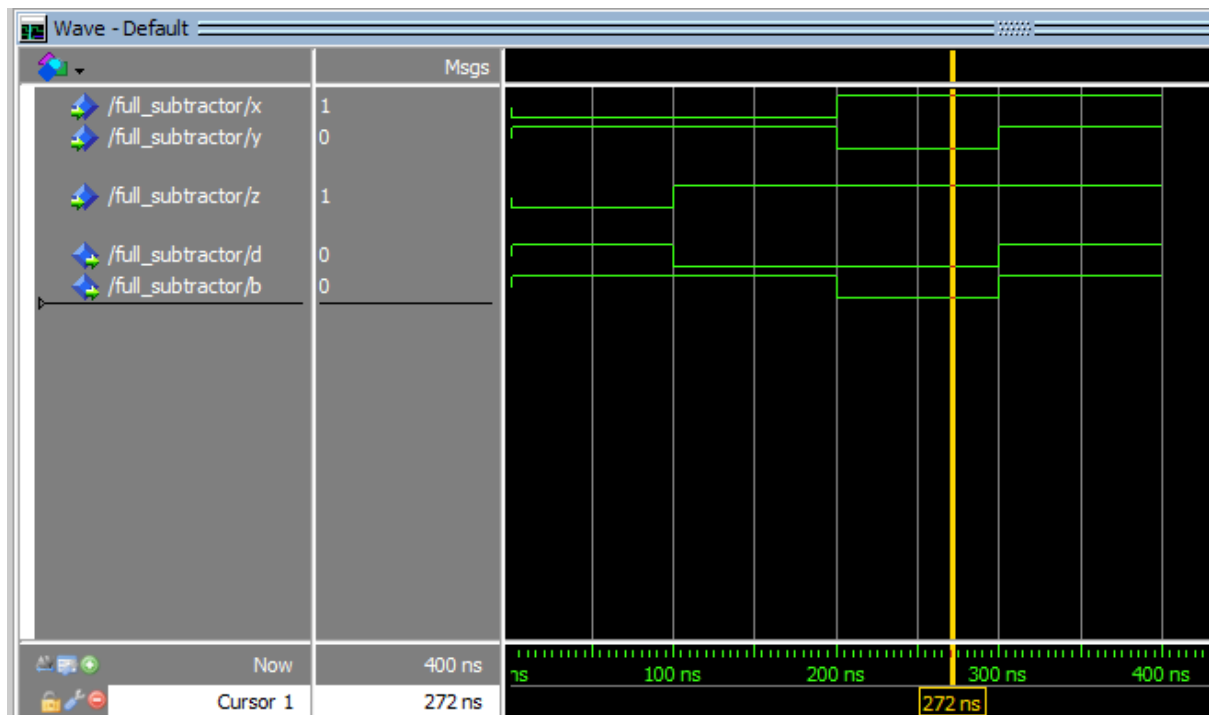 Wave - Default
Msgs
/full_subtractor/x 1
/full_subtractor/y 0
/full_subtractor/z 1
/full_subtractor/d 0
/full_subtractor/b 0
Now 400 ns ns 100 ns 200 ns 300 ns 400 ns
Cursor 1 272 ns 272 ns